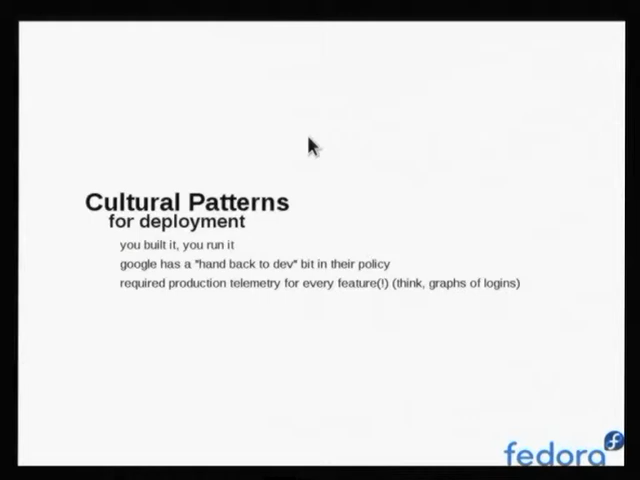 Cultural Patterns
for deployment
you built it, you run it
google has a "hand back to dev" bit in their policy
required production telemetry for every feature(!) (think, graphs of logins)
fedora